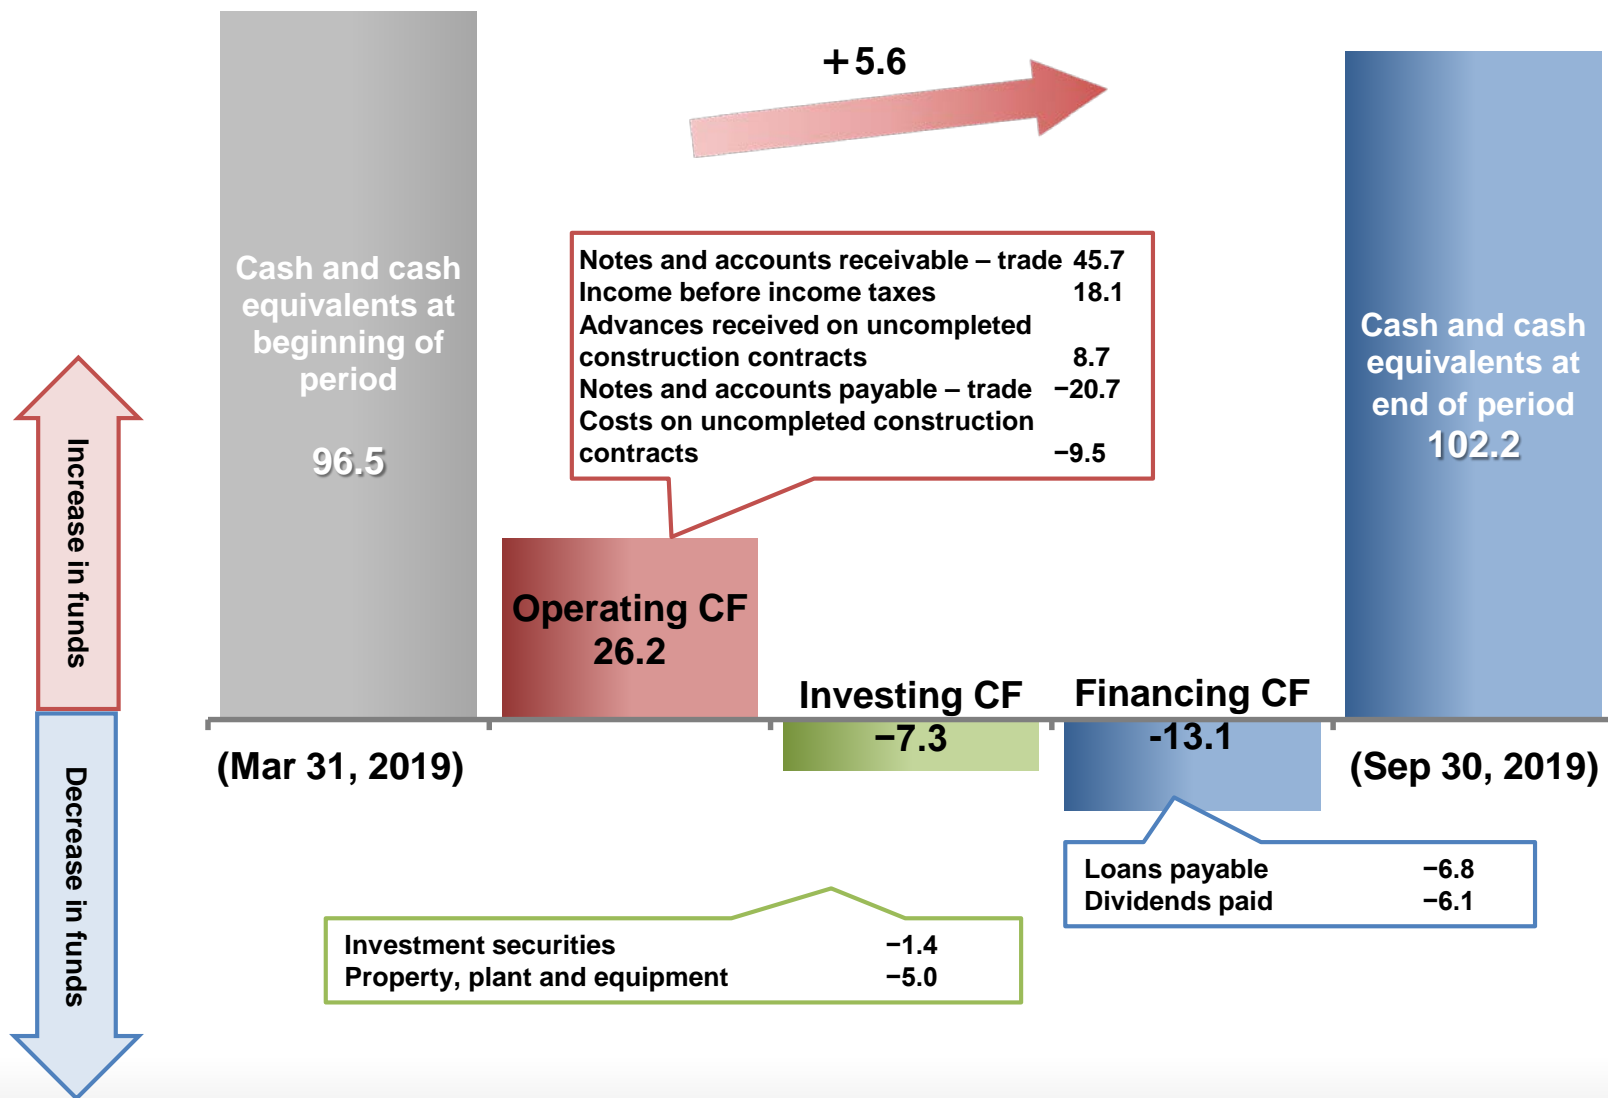 +5.6
Cash and cash
equivalents at
beginning of
period
96.5
Notes and accounts receivable – trade 45.7
Income before income taxes 18.1
Advances received on uncompleted
construction contracts 8.7
Notes and accounts payable – trade −20.7
Costs on uncompleted construction
contracts −9.5
Cash and cash
equivalents at
end of period
102.2
Increase in funds
Operating CF
26.2
Investing CF
−7.3
Financing CF
-13.1
(Mar 31, 2019)
(Sep 30, 2019)
Decrease in funds
Loans payable −6.8
Dividends paid −6.1
Investment securities −1.4
Property, plant and equipment −5.0